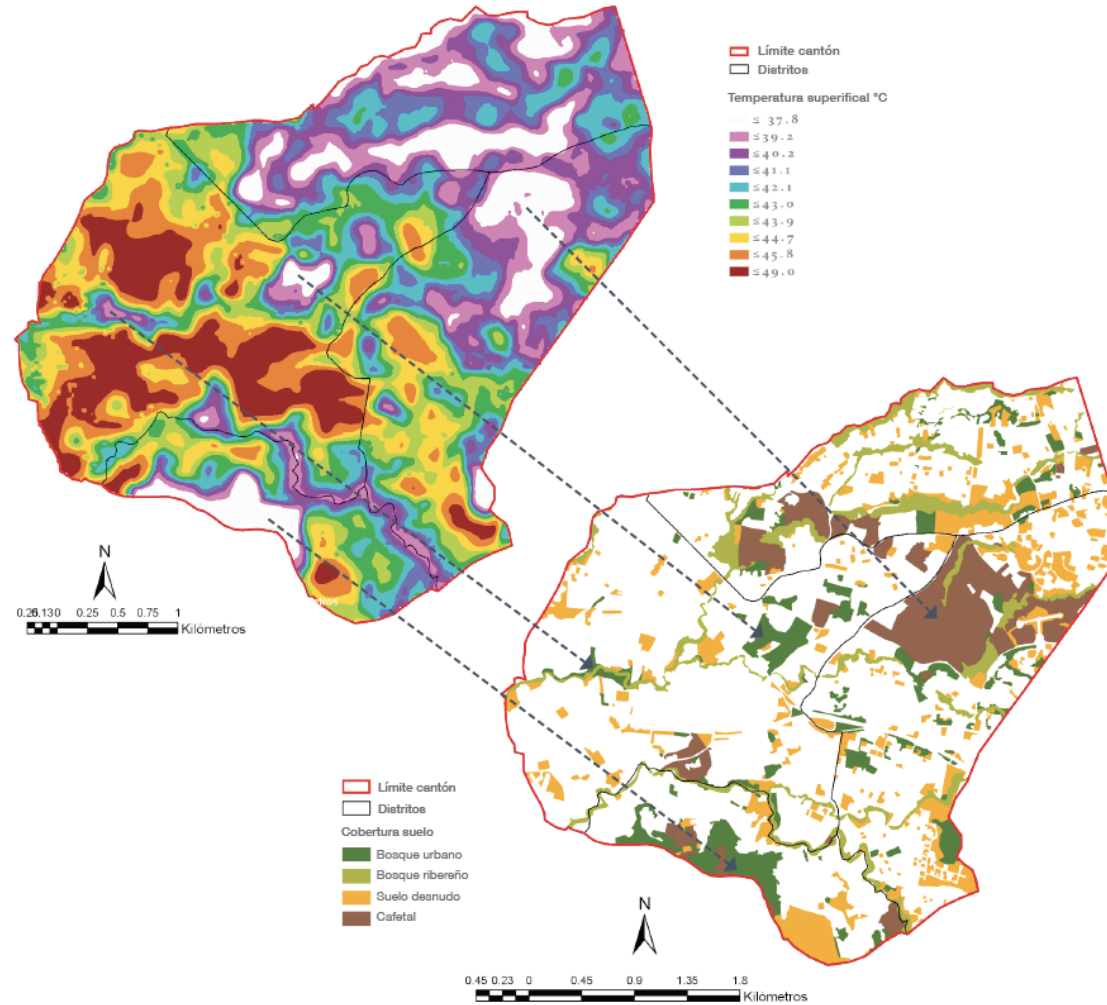 Límite cantón
Distritos
Temperatura superifical °C
≤ 37.8
≤39.2
≤40.2
≤41.1
≤42.1
≤43.0
≤43.9
≤44.7
≤45.8
≤49.0
N
0.25 0.25 0.5 0.75 1
Kilómetros
Límite cantón
Distritos
Cobertura suelo
Bosque urbano
Bosque ribereño
Suelo desnudo
Cafetal
N
0.45 0.23 0 0.45 0.9 1.35 1.8
Kilómetros